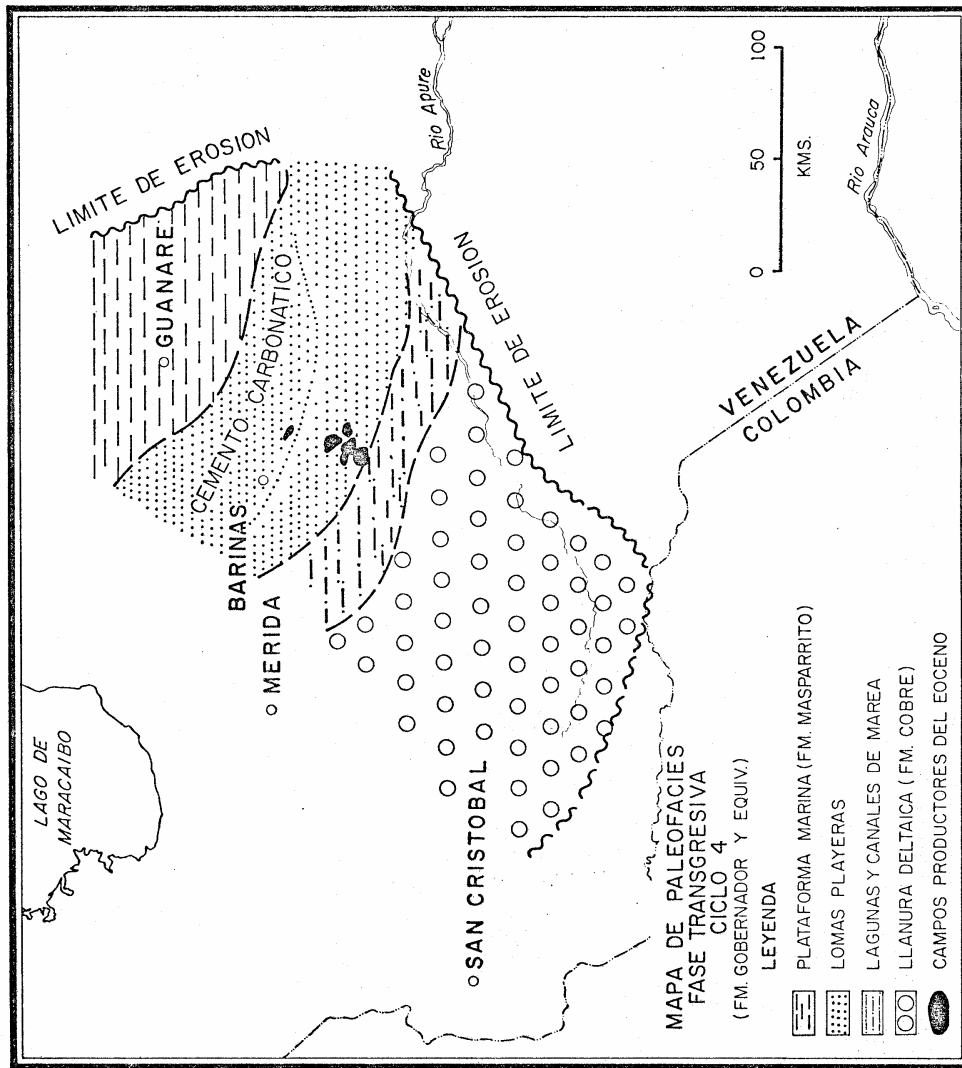 LAGO DE
MARACAIBO
MERIDA
BARINAS
GUANARE
CEMENTO CARBONATICO
LIMITE DE EROSION
Rio Apure
SAN CRISTOBAL
LIMITE DE EROSION
VENEZUELA
COLOMBIA
Rio Arauca
0 50 100
KMS.
MAPA DE PALEOFACIES
FASE TRANSGRESIVA
CICLO 4
(FM. GOBERNADOR Y EQUIV.)
LEYENDA
PLATAFORMA MARINA (FM. MASPARRITO)
LOMAS PLAYERAS
LAGUNAS Y CANALES DE MAREA
LLANURA DELTAICA (FM. COBRE)
CAMPOS PRODUCTORES DEL EOCENO